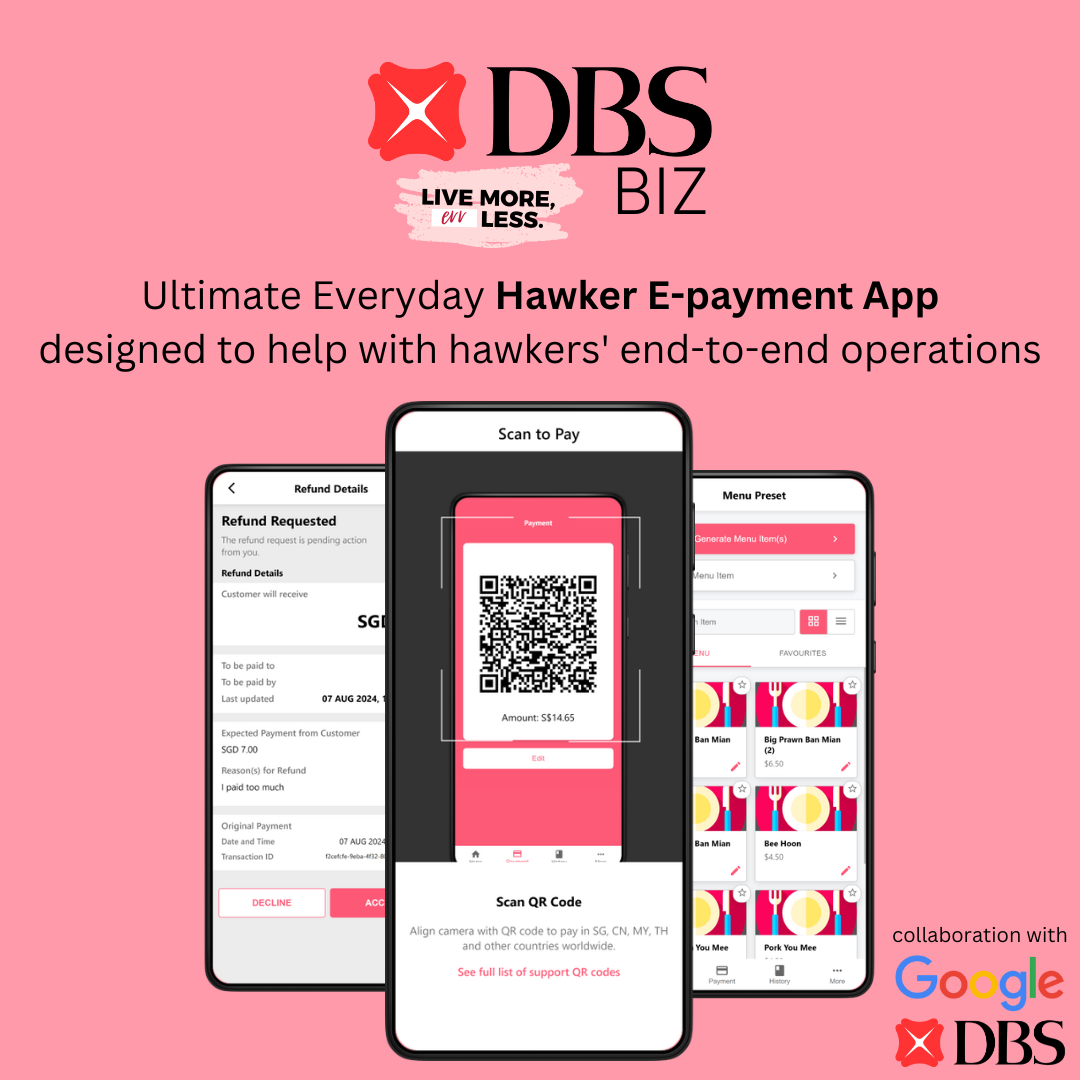 DBS
BIZ
LIVE MORE,
err LESS.
Ultimate Everyday Hawker E-payment App
designed to help with hawkers' end-to-end operations
Refund Details
Refund Requested
The refund request is pending action
from you.
Refund Details
Customer will receive
SGD
To be paid to
To be paid by
Last updated 07 AUG 2024, 1
Expected Payment from Customer
SGD 7.00
Reason(s) for Refund
I paid too much
Original Payment
Date and Time 07 AUG 2024
Transaction ID
DECLINE
ACC
Scan to Pay
Payment
Amount: S$14.65
Edit
Scan QR Code
Align camera with QR code to pay in SG, CN, MY, TH
and other countries worldwide.
See full list of support QR codes
Menu Preset
Generate Menu Item(s)
Menu Item
Item
ENU
FAVOURITES
Ban Mian
Big Prawn Ban Mian
(2)
$6.50
Ban Mian
Bee Hoon
$4.50
You Mee
Pork You Mee
Payment
History
More
collaboration with
Google
DBS